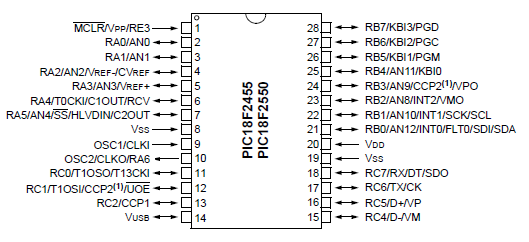 MCLR/VPP/RE3 1
RA0/AN0 2
RA1/AN1 3
RA2/AN2/VREF-/CVREF 4
RA3/AN3/VREF+ 5
RA4/T0CKI/C1OUT/RCV 6
RA5/AN4/SS/HLVDIN/C2OUT 7
VSS 8
OSC1/CLKI 9
OSC2/CLKO/RA6 10
RC0/T1OSO/T13CKI 11
RC1/T1OSI/CCP2(1)/UOE 12
RC2/CCP1 13
VUSB 14
PIC18F2455
PIC18F2550
28 RB7/KBI3/PGD
27 RB6/KBI2/PGC
26 RB5/KBI1/PGM
25 RB4/AN11/KBI0
24 RB3/AN9/CCP2(1)/VPO
23 RB2/AN8/INT2/VMO
22 RB1/AN10/INT1/SCK/SCL
21 RB0/AN12/INT0/FLT0/SDI/SDA
20 VDD
19 VSS
18 RC7/RX/DT/SDO
17 RC6/TX/CK
16 RC5/D+/VP
15 RC4/D-/VM